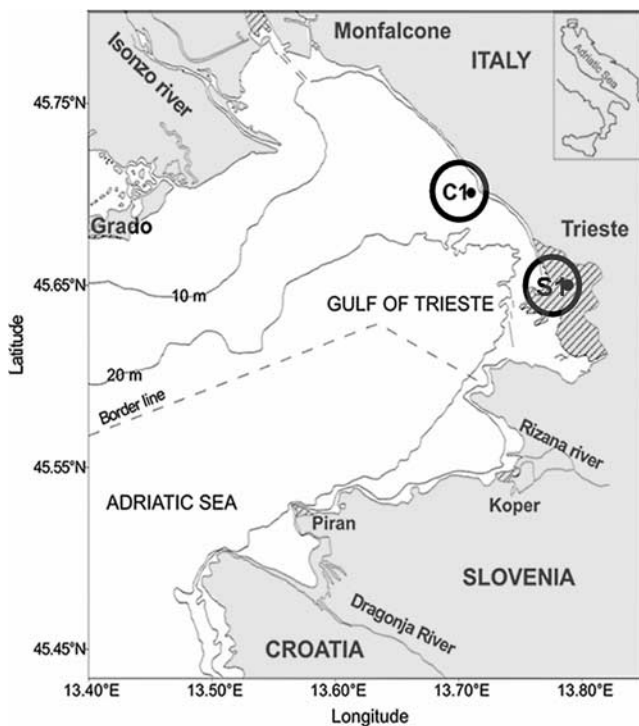 Monfalcone
ITALY
Adriatic Sea
Isonzo river
45.75°N
C1
Grado
Trieste
45.65°N
S1
10 m
GULF OF TRIESTE
20 m
Latitude
Border line
Rizana river
45.55°N
ADRIATIC SEA
Koper
Piran
SLOVENIA
Dragonja River
45.45°N
CROATIA
13.40°E 13.50°E 13.60°E 13.70°E 13.80°E
Longitude